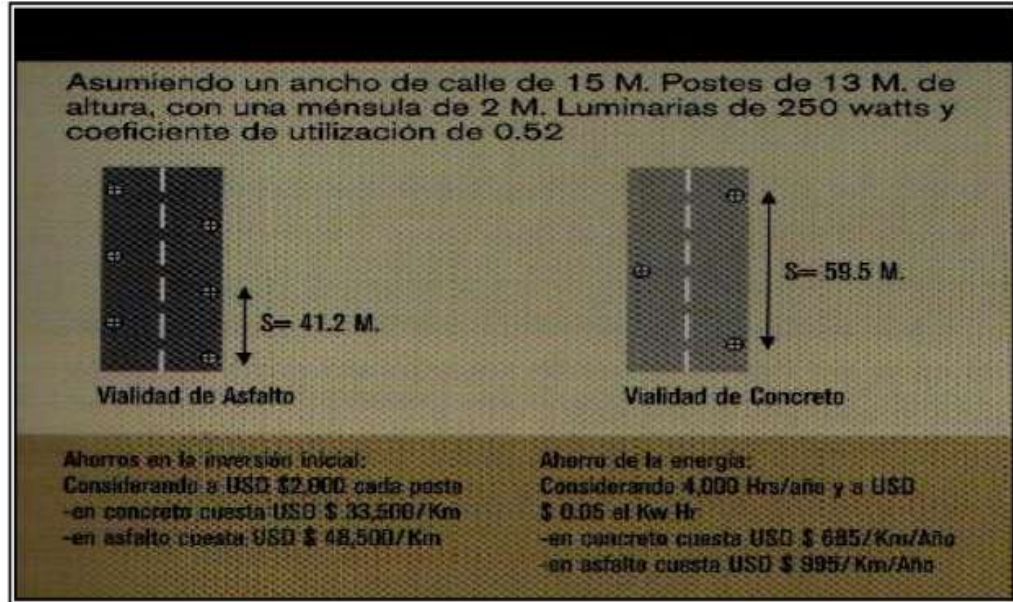 Asumiendo un ancho de calle de 15 M. Postes de 13 M. de
altura, con una ménsula de 2 M. Luminarias de 250 watts y
coeficiente de utilización de 0.52
S= 41.2 M.
S= 59.5 M.
Vialidad de Asfalto
Vialidad de Concreto
Ahorros en la inversión inicial:
Considerando a USD $2,000 cada poste
-en concreto cuesta USD $ 33,500/Km
-en asfalto cuesta USD $ 48,500/Km
Ahorro de la energía:
Considerando 4,000 Hrs/año y a USD
$ 0.05 el Kw Hr
-en concreto cuesta USD $ 685/Km/Año
-en asfalto cuesta USD $ 995/Km/Año